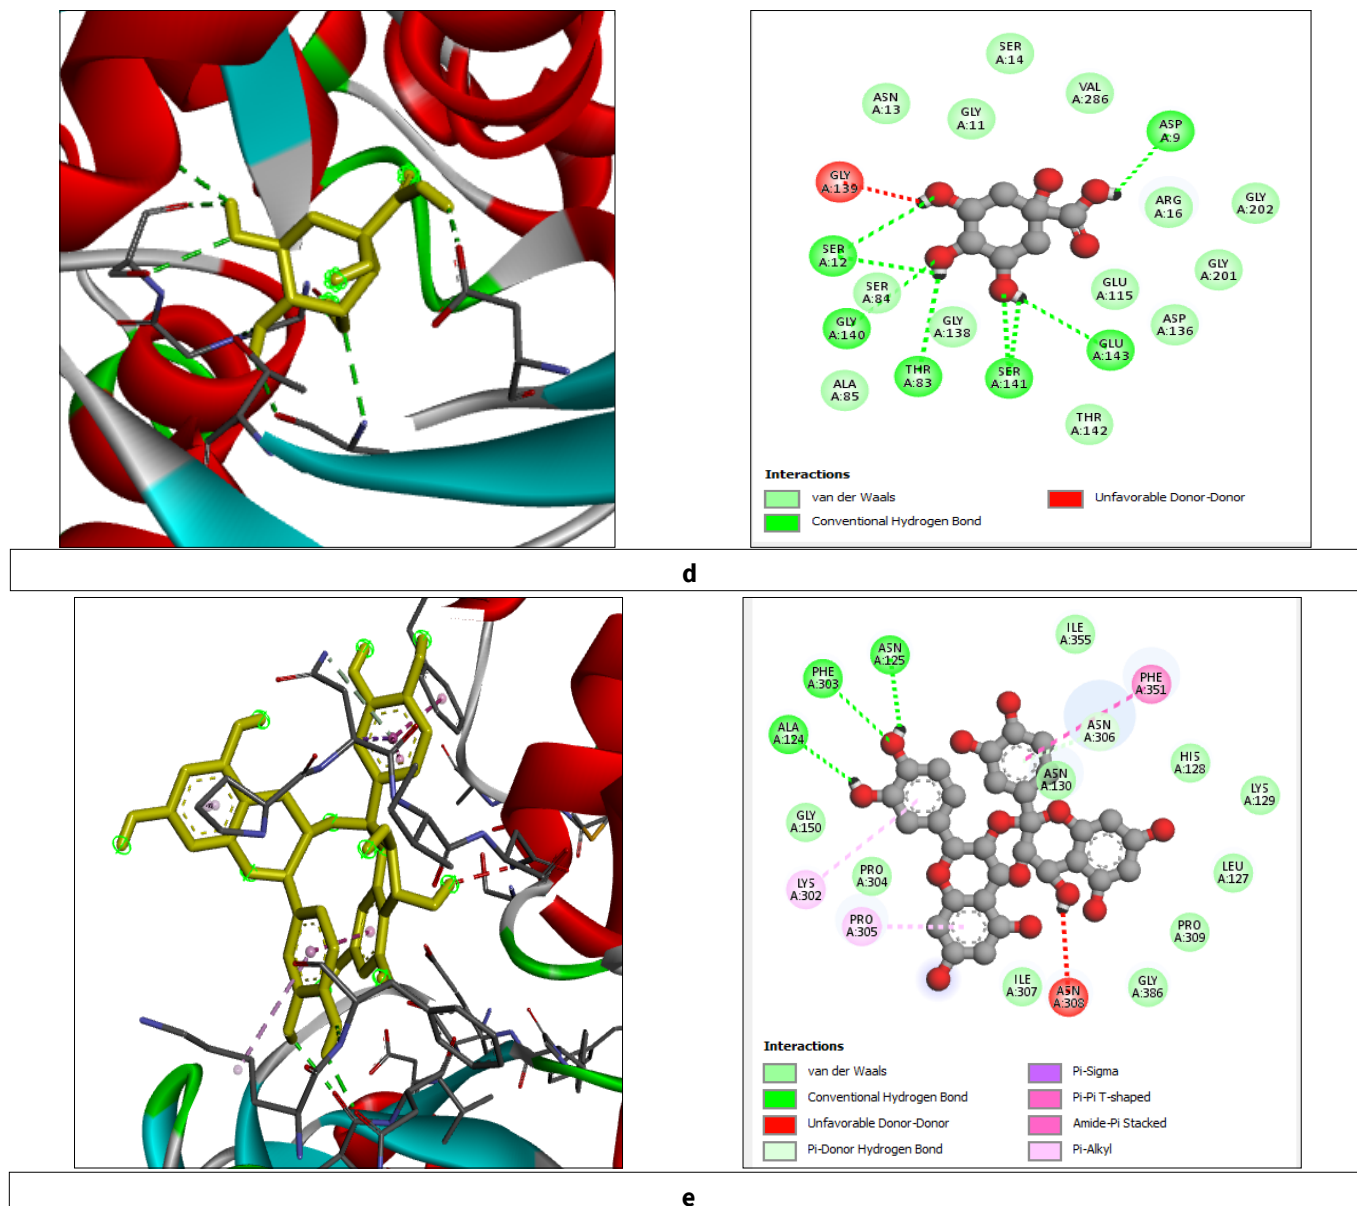 SER
A:14
VAL
A:286
ASN
A:13
GLY
A:11
ASP
A:9
GLY
A:139
ARG
A:16
GLY
A:202
SER
A:12
GLY
A:201
SER
A:84
GLU
A:115
GLY
A:140
GLY
A:138
ASP
A:136
GLU
A:143
THR
A:83
SER
A:141
ALA
A:85
THR
A:142
Interactions
van der Waals
Conventional Hydrogen Bond
Unfavorable Donor-Donor
d
ILE
A:355
ASN
A:125
PHE
A:303
PHE
A:351
ALA
A:124
ASN
A:306
HIS
A:128
ASN
A:130
LYS
A:129
GLY
A:150
LEU
A:127
PRO
A:304
LYS
A:302
PRO
A:305
PRO
A:309
ILE
A:307
ASN
A:308
GLY
A:386
Interactions
van der Waals
Conventional Hydrogen Bond
Unfavorable Donor-Donor
Pi-Donor Hydrogen Bond
Pi-Sigma
Pi-Pi T-shaped
Amide-Pi Stacked
Pi-Alkyl
e